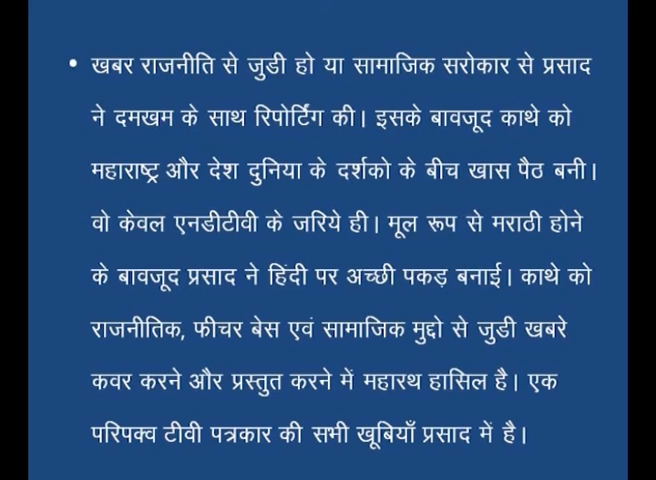 • खबर राजनीति से जुडी हो या सामाजिक सरोकार से प्रसाद
ने दमखम के साथ रिपोर्टिंग की। इसके बावजूद काथे को
महाराष्ट्र और देश दुनिया के दर्शको के बीच खास पैठ बनी।
वो केवल एनडीटीवी के जरिये ही। मूल रूप से मराठी होने
के बावजूद प्रसाद ने हिंदी पर अच्छी पकड़ बनाई। काथे को
राजनीतिक, फीचर बेस एवं सामाजिक मुद्दो से जुडी खबरे
कवर करने और प्रस्तुत करने में महारथ हासिल है। एक
परिपक्व टीवी पत्रकार की सभी खूबियाँ प्रसाद में है।